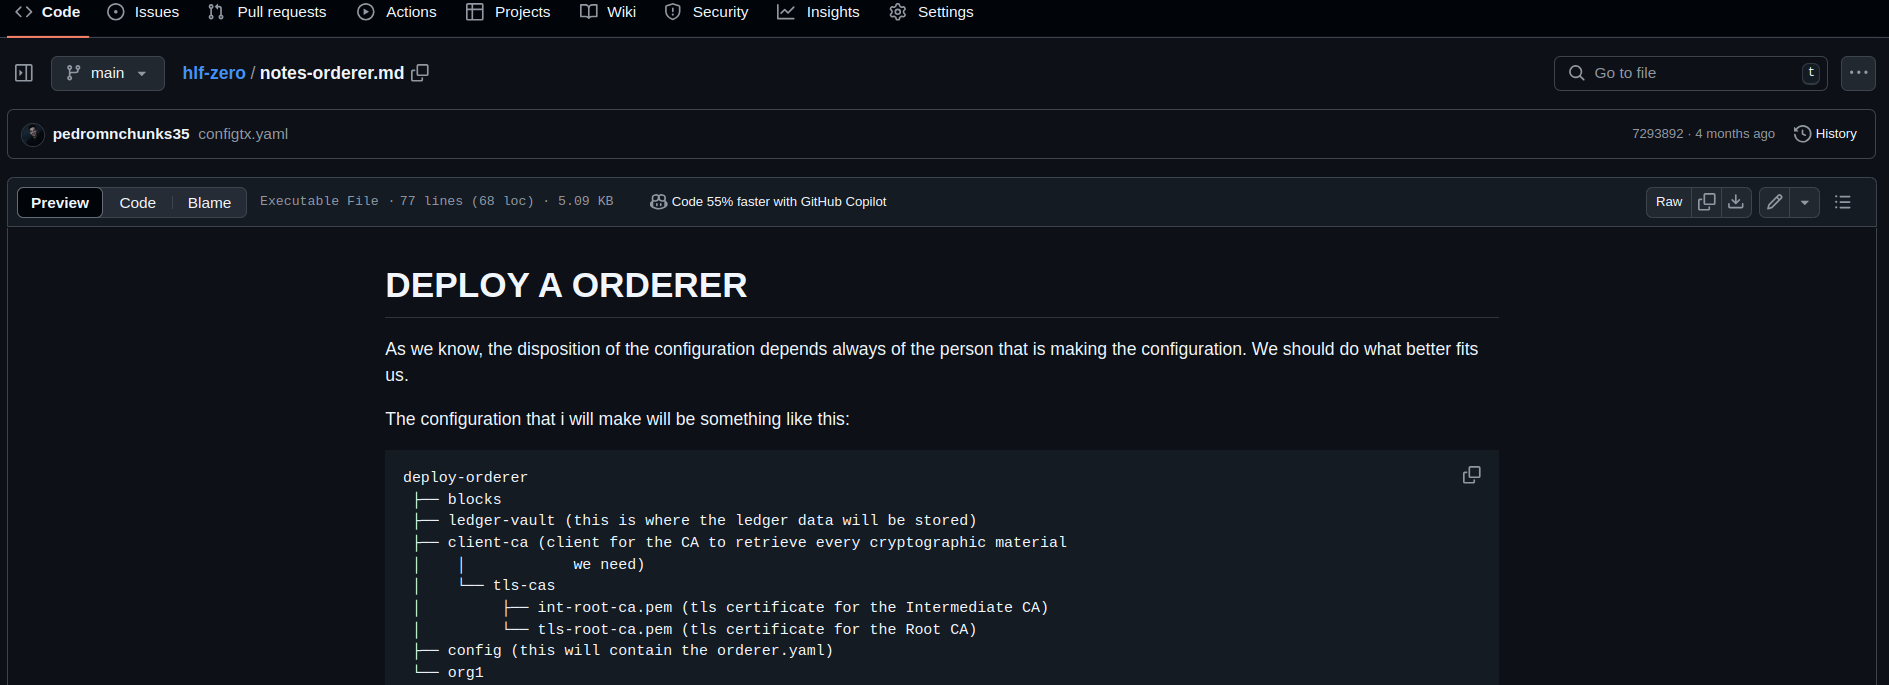 Code Issues Pull requests Actions Projects Wiki Security Insights Settings
main hlf-zero / notes-orderer.md Go to file t
pedromnchunks35 configtx.yaml 7293892 · 4 months ago History
Preview Code Blame Executable File · 77 lines (68 loc) · 5.09 KB Code 55% faster with GitHub Copilot Raw
DEPLOY A ORDERER
As we know, the disposition of the configuration depends always of the person that is making the configuration. We should do what better fits
us.
The configuration that i will make will be something like this:
deploy-orderer
├── blocks
├── ledger-vault (this is where the ledger data will be stored)
├── client-ca (client for the CA to retrieve every cryptographic material
│    │            we need)
│    └── tls-cas
│         ├── int-root-ca.pem (tls certificate for the Intermediate CA)
│         └── tls-root-ca.pem (tls certificate for the Root CA)
├── config (this will contain the orderer.yaml)
└── org1